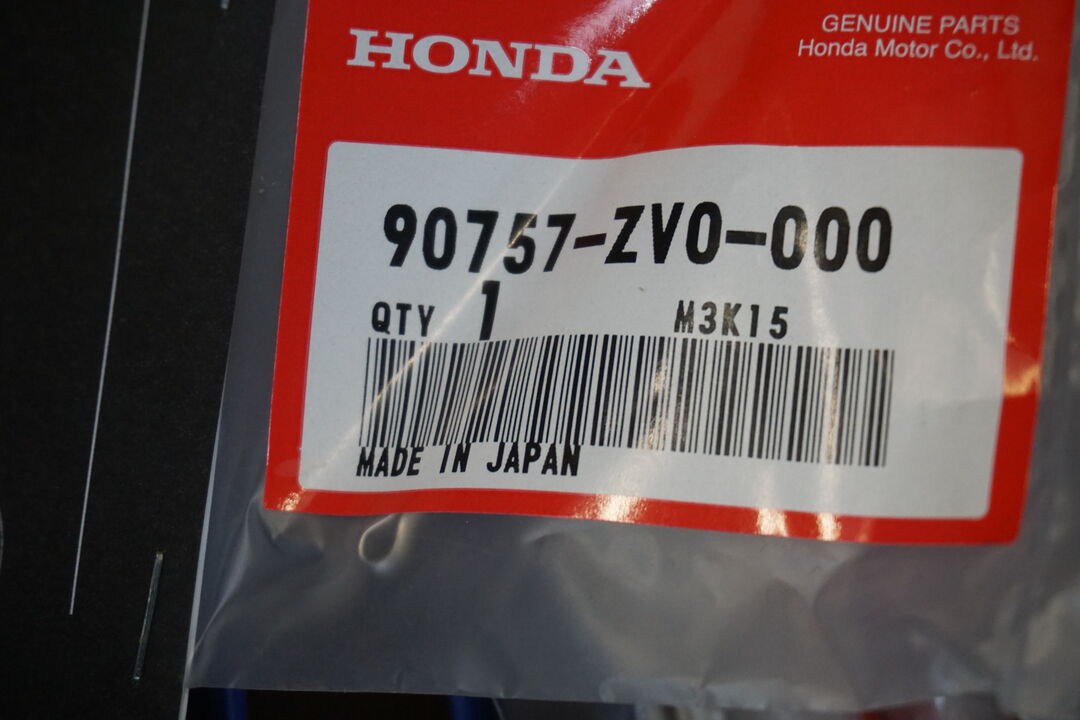 HONDA
GENUINE PARTS
Honda Motor Co., Ltd.
90757-ZV0-000
QTY 1 M3K15
MADE IN JAPAN